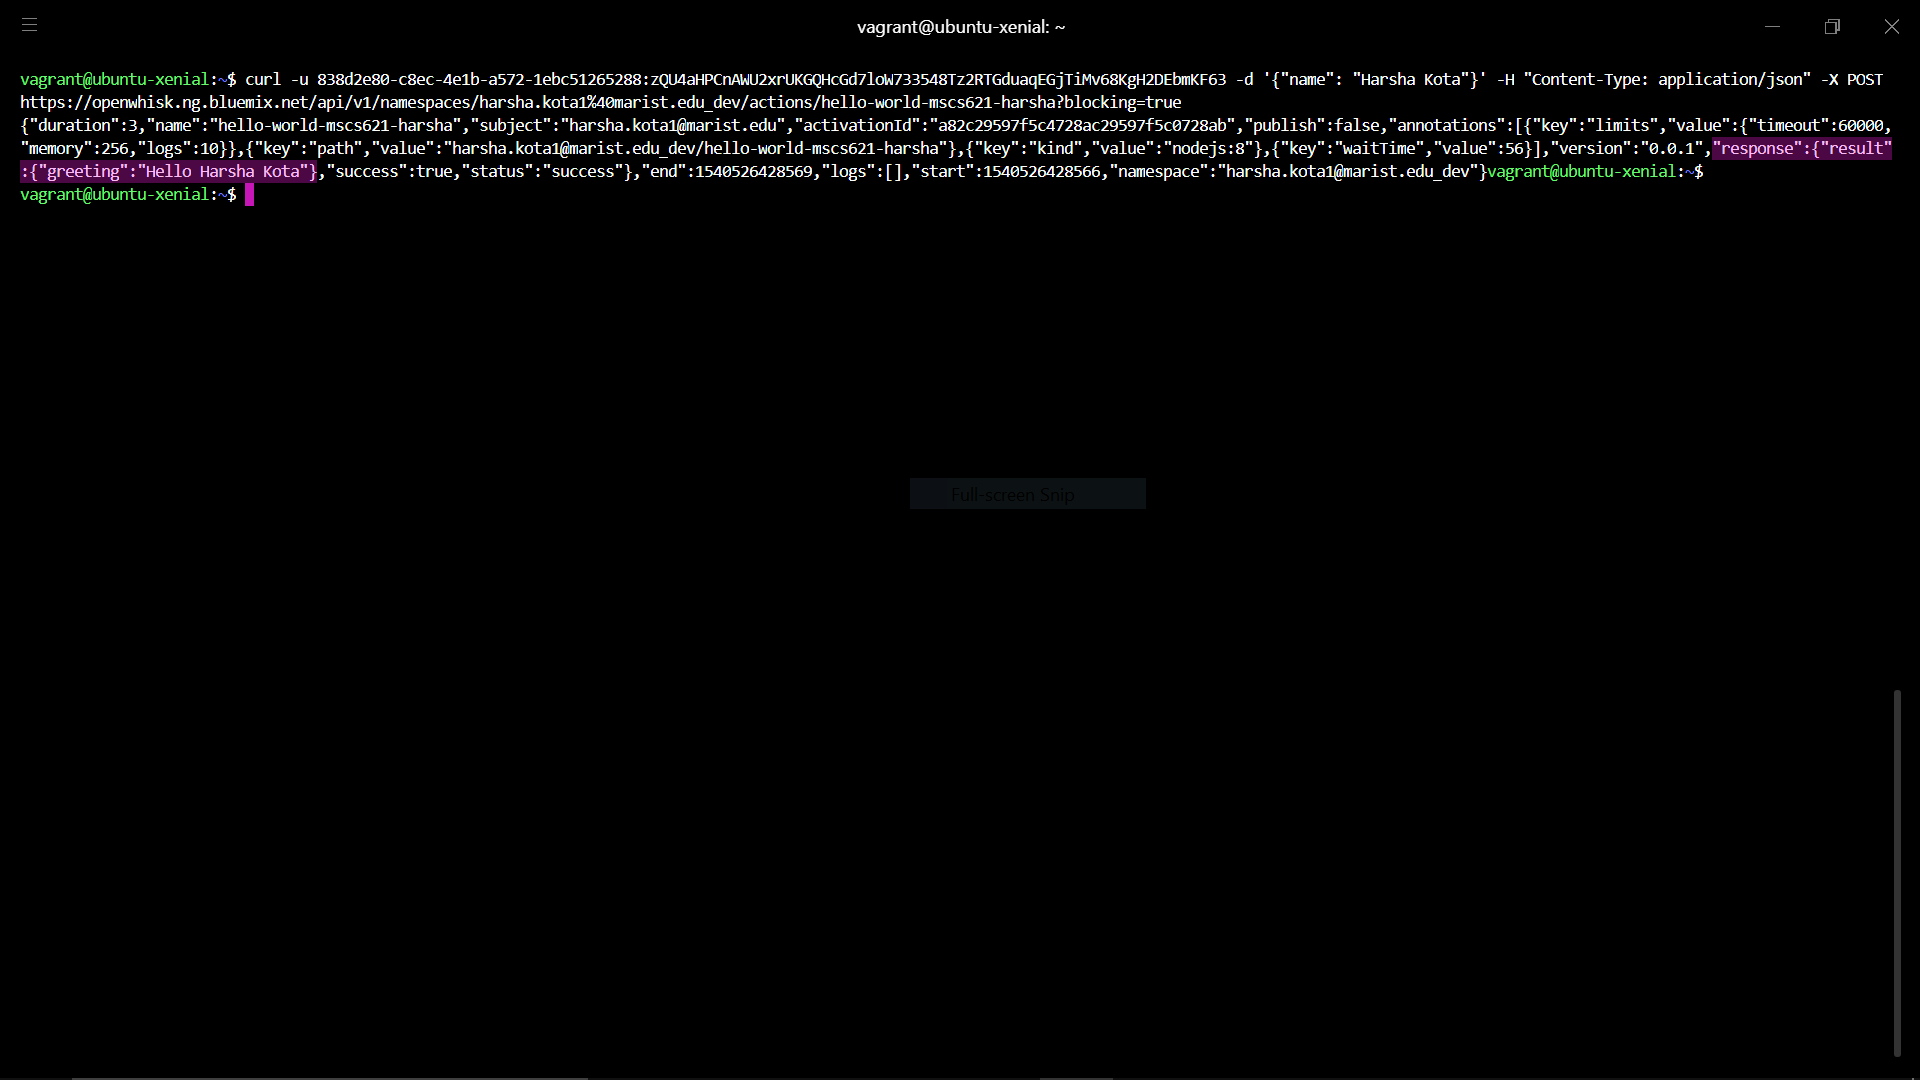 vagrant@ubuntu-xenial: ~
vagrant@ubuntu-xenial:~$ curl -u 838d2e80-c8ec-4e1b-a572-1ebc51265288:zQU4aHPCnAWU2xrUKGQHcGd7loW733548Tz2RTGduaqEGjTiMv68KgH2DEbmKF63 -d '{"name": "Harsha Kota"}' -H "Content-Type: application/json" -X POST
https://openwhisk.ng.bluemix.net/api/v1/namespaces/harsha.kota1%40marist.edu_dev/actions/hello-world-mscs621-harsha?blocking=true
{"duration":3,"name":"hello-world-mscs621-harsha","subject":"harsha.kota1@marist.edu","activationId":"a82c29597f5c4728ac29597f5c0728ab","publish":false,"annotations":[{"key":"limits","value":{"timeout":60000,
"memory":256,"logs":10}},{"key":"path","value":"harsha.kota1@marist.edu_dev/hello-world-mscs621-harsha"},{"key":"kind","value":"nodejs:8"},{"key":"waitTime","value":56}],"version":"0.0.1","response":{"result"
:{"greeting":"Hello Harsha Kota"},"success":true,"status":"success"},"end":1540526428569,"logs":[],"start":1540526428566,"namespace":"harsha.kota1@marist.edu_dev"}vagrant@ubuntu-xenial:~$
vagrant@ubuntu-xenial:~$
Full-screen Snip